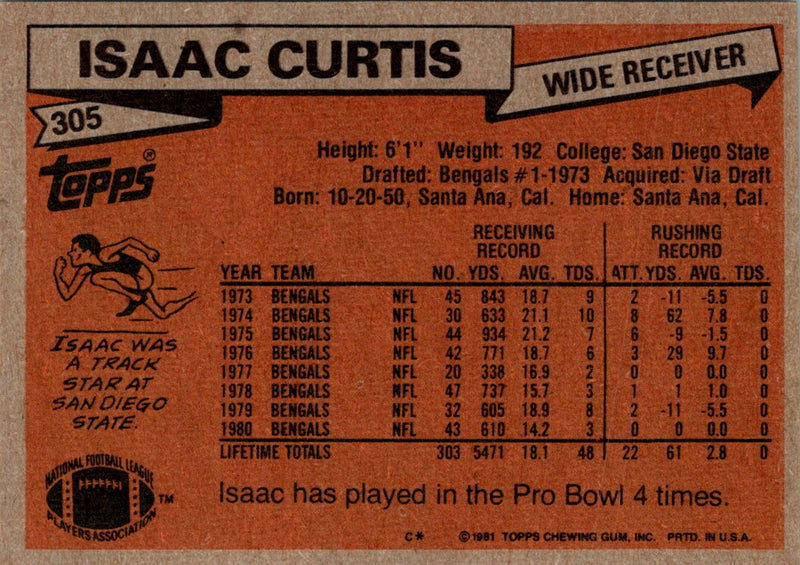 ISAAC CURTIS
WIDE RECEIVER
305
topps®
Height: 6'1" Weight: 192 College: San Diego State
Drafted: Bengals #1-1973 Acquired: Via Draft
Born: 10-20-50, Santa Ana, Cal. Home: Santa Ana, Cal.
RECEIVING RECORD RUSHING RECORD
YEAR TEAM NO. YDS. AVG. TDS. ATT. YDS. AVG. TDS.
1973 BENGALS NFL 45 843 18.7 9 2 -11 -5.5 0
1974 BENGALS NFL 30 633 21.1 10 8 62 7.8 0
1975 BENGALS NFL 44 934 21.2 7 6 -9 -1.5 0
1976 BENGALS NFL 42 771 18.7 6 3 29 9.7 0
1977 BENGALS NFL 20 338 16.9 2 0 0 0.0 0
1978 BENGALS NFL 47 737 15.7 3 1 1 1.0 0
1979 BENGALS NFL 32 605 18.9 8 2 -11 -5.5 0
1980 BENGALS NFL 43 610 14.2 3 0 0 0.0 0
LIFETIME TOTALS 303 5471 18.1 48 22 61 2.8 0
ISAAC WAS
A TRACK
STAR AT
SAN DIEGO
STATE.
NATIONAL FOOTBALL LEAGUE
PLAYERS ASSOCIATION
TM
Isaac has played in the Pro Bowl 4 times.
C* ©1981 TOPPS CHEWING GUM, INC. PRTD. IN U.S.A.